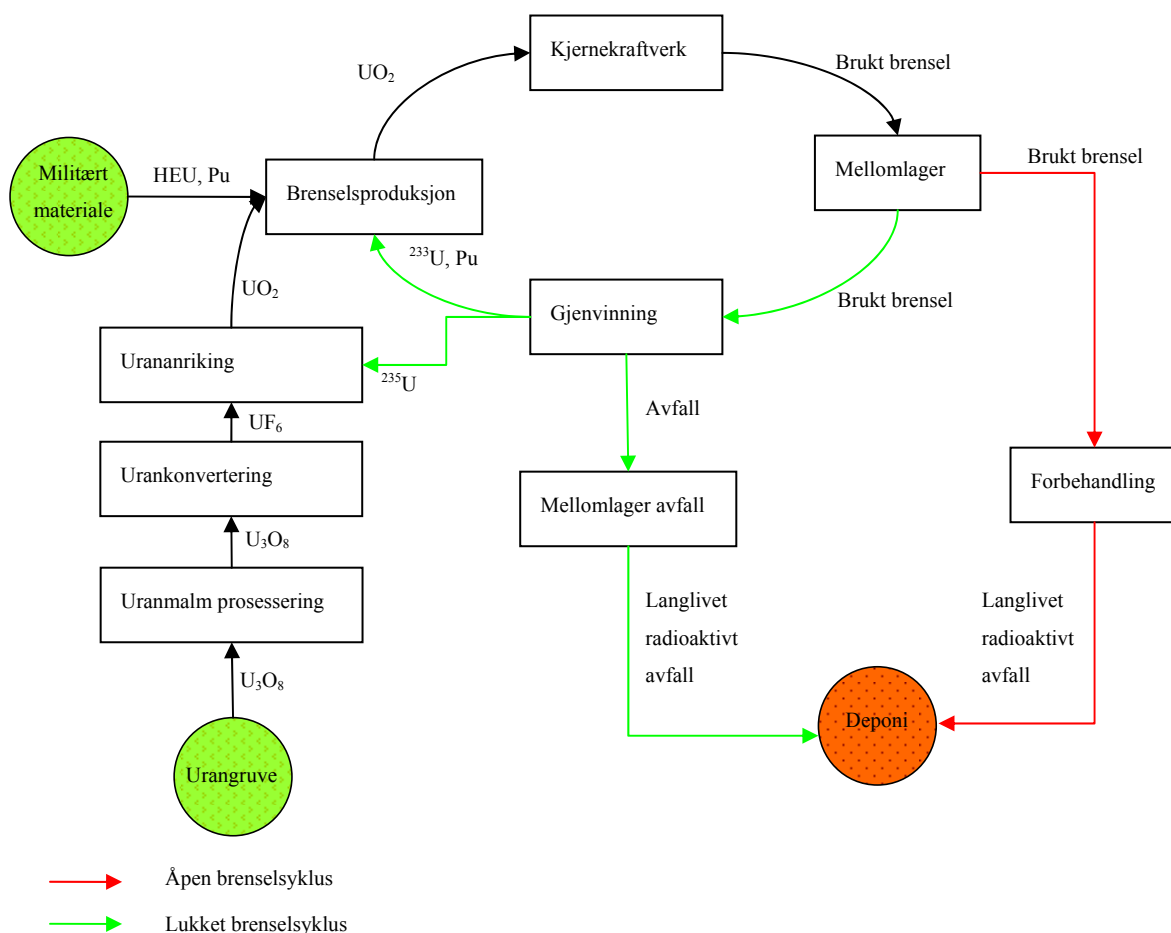 Kjernekraftverk
UO₂
Brukt brensel
Militært
materiale
HEU, Pu
Brenselsproduksjon
Mellomlager
Brukt brensel
²³³U, Pu
UO₂
Gjenvinning
Brukt brensel
Urananriking
²³⁵U
Avfall
UF₆
Urankonvertering
Mellomlager avfall
Forbehandling
U₃O₈
Uranmalm prosessering
Langlivet
radioaktivt
avfall
Langlivet
radioaktivt
avfall
U₃O₈
Deponi
Urangruve
Åpen brenselsyklus
Lukket brenselsyklus